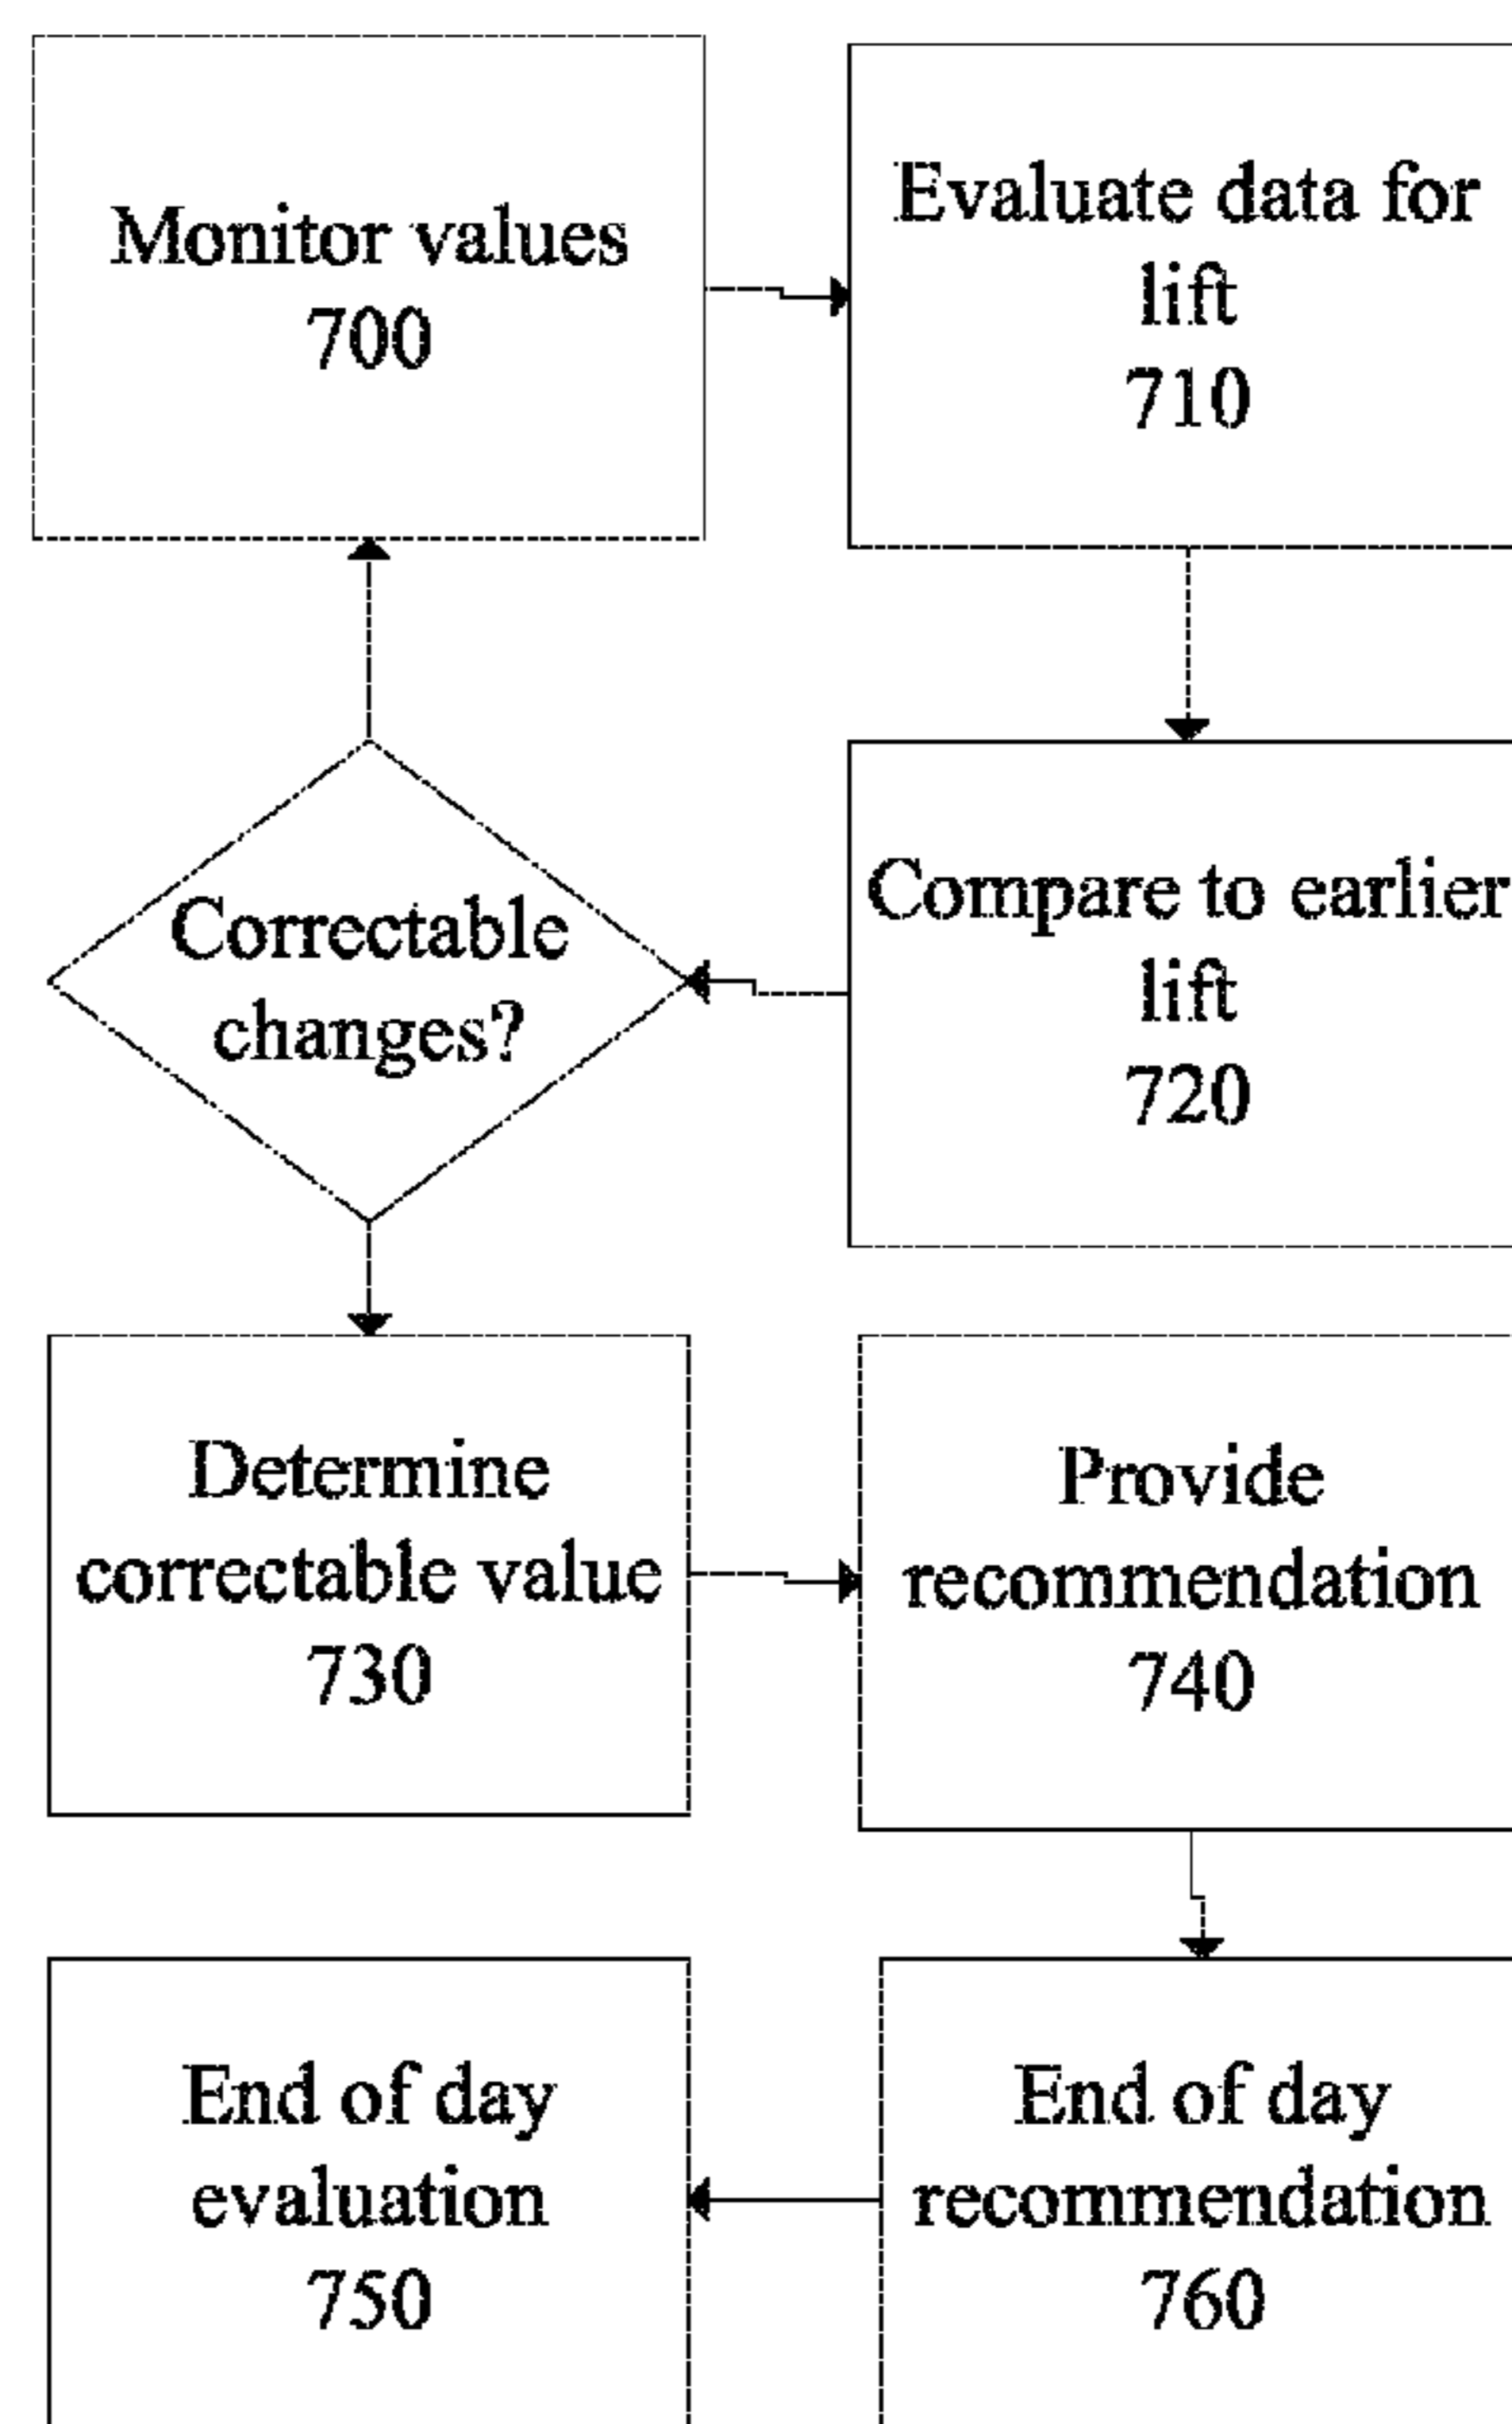 Monitor values
700
Evaluate data for
lift
710
Correctable
changes?
Compare to earlier
lift
720
Determine
correctable value
730
Provide
recommendation
740
End of day
evaluation
750
End of day
recommendation
760